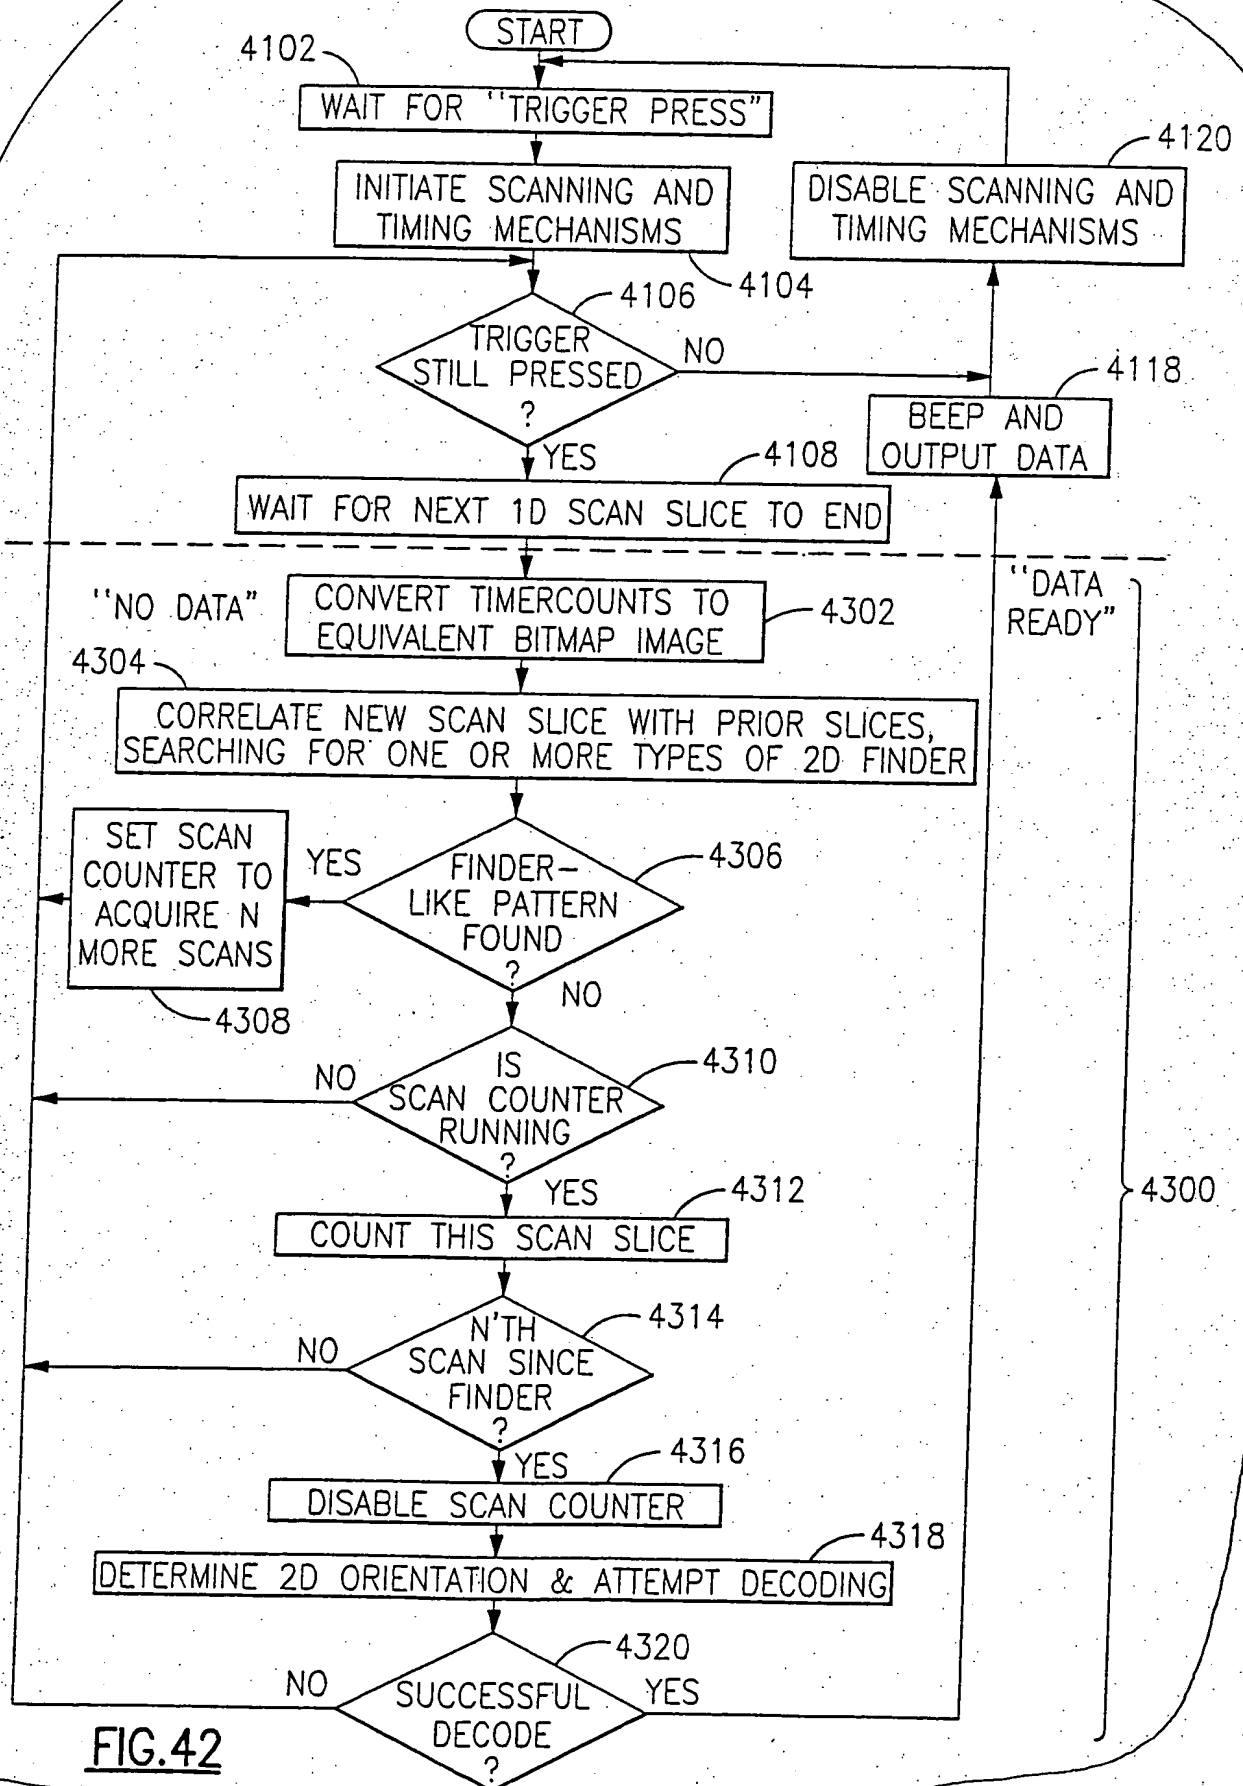 START
4102
WAIT FOR "TRIGGER PRESS"
4120
INITIATE SCANNING AND
TIMING MECHANISMS
DISABLE SCANNING AND
TIMING MECHANISMS
4104
4106
TRIGGER
STILL PRESSED
?
NO
4118
BEEP AND
OUTPUT DATA
YES
4108
WAIT FOR NEXT 1D SCAN SLICE TO END
"NO DATA"
CONVERT TIMERCOUNTS TO
EQUIVALENT BITMAP IMAGE
4302
"DATA
READY"
4304
CORRELATE NEW SCAN SLICE WITH PRIOR SLICES,
SEARCHING FOR ONE OR MORE TYPES OF 2D FINDER
SET SCAN
COUNTER TO
ACQUIRE N
MORE SCANS
YES
FINDER-
LIKE PATTERN
FOUND
?
4306
4308
NO
NO
IS
SCAN COUNTER
RUNNING
?
4310
YES
4312
4300
COUNT THIS SCAN SLICE
NO
N'TH
SCAN SINCE
FINDER
?
4314
YES
4316
DISABLE SCAN COUNTER
4318
DETERMINE 2D ORIENTATION & ATTEMPT DECODING
4320
NO
SUCCESSFUL
DECODE
?
YES
FIG.42